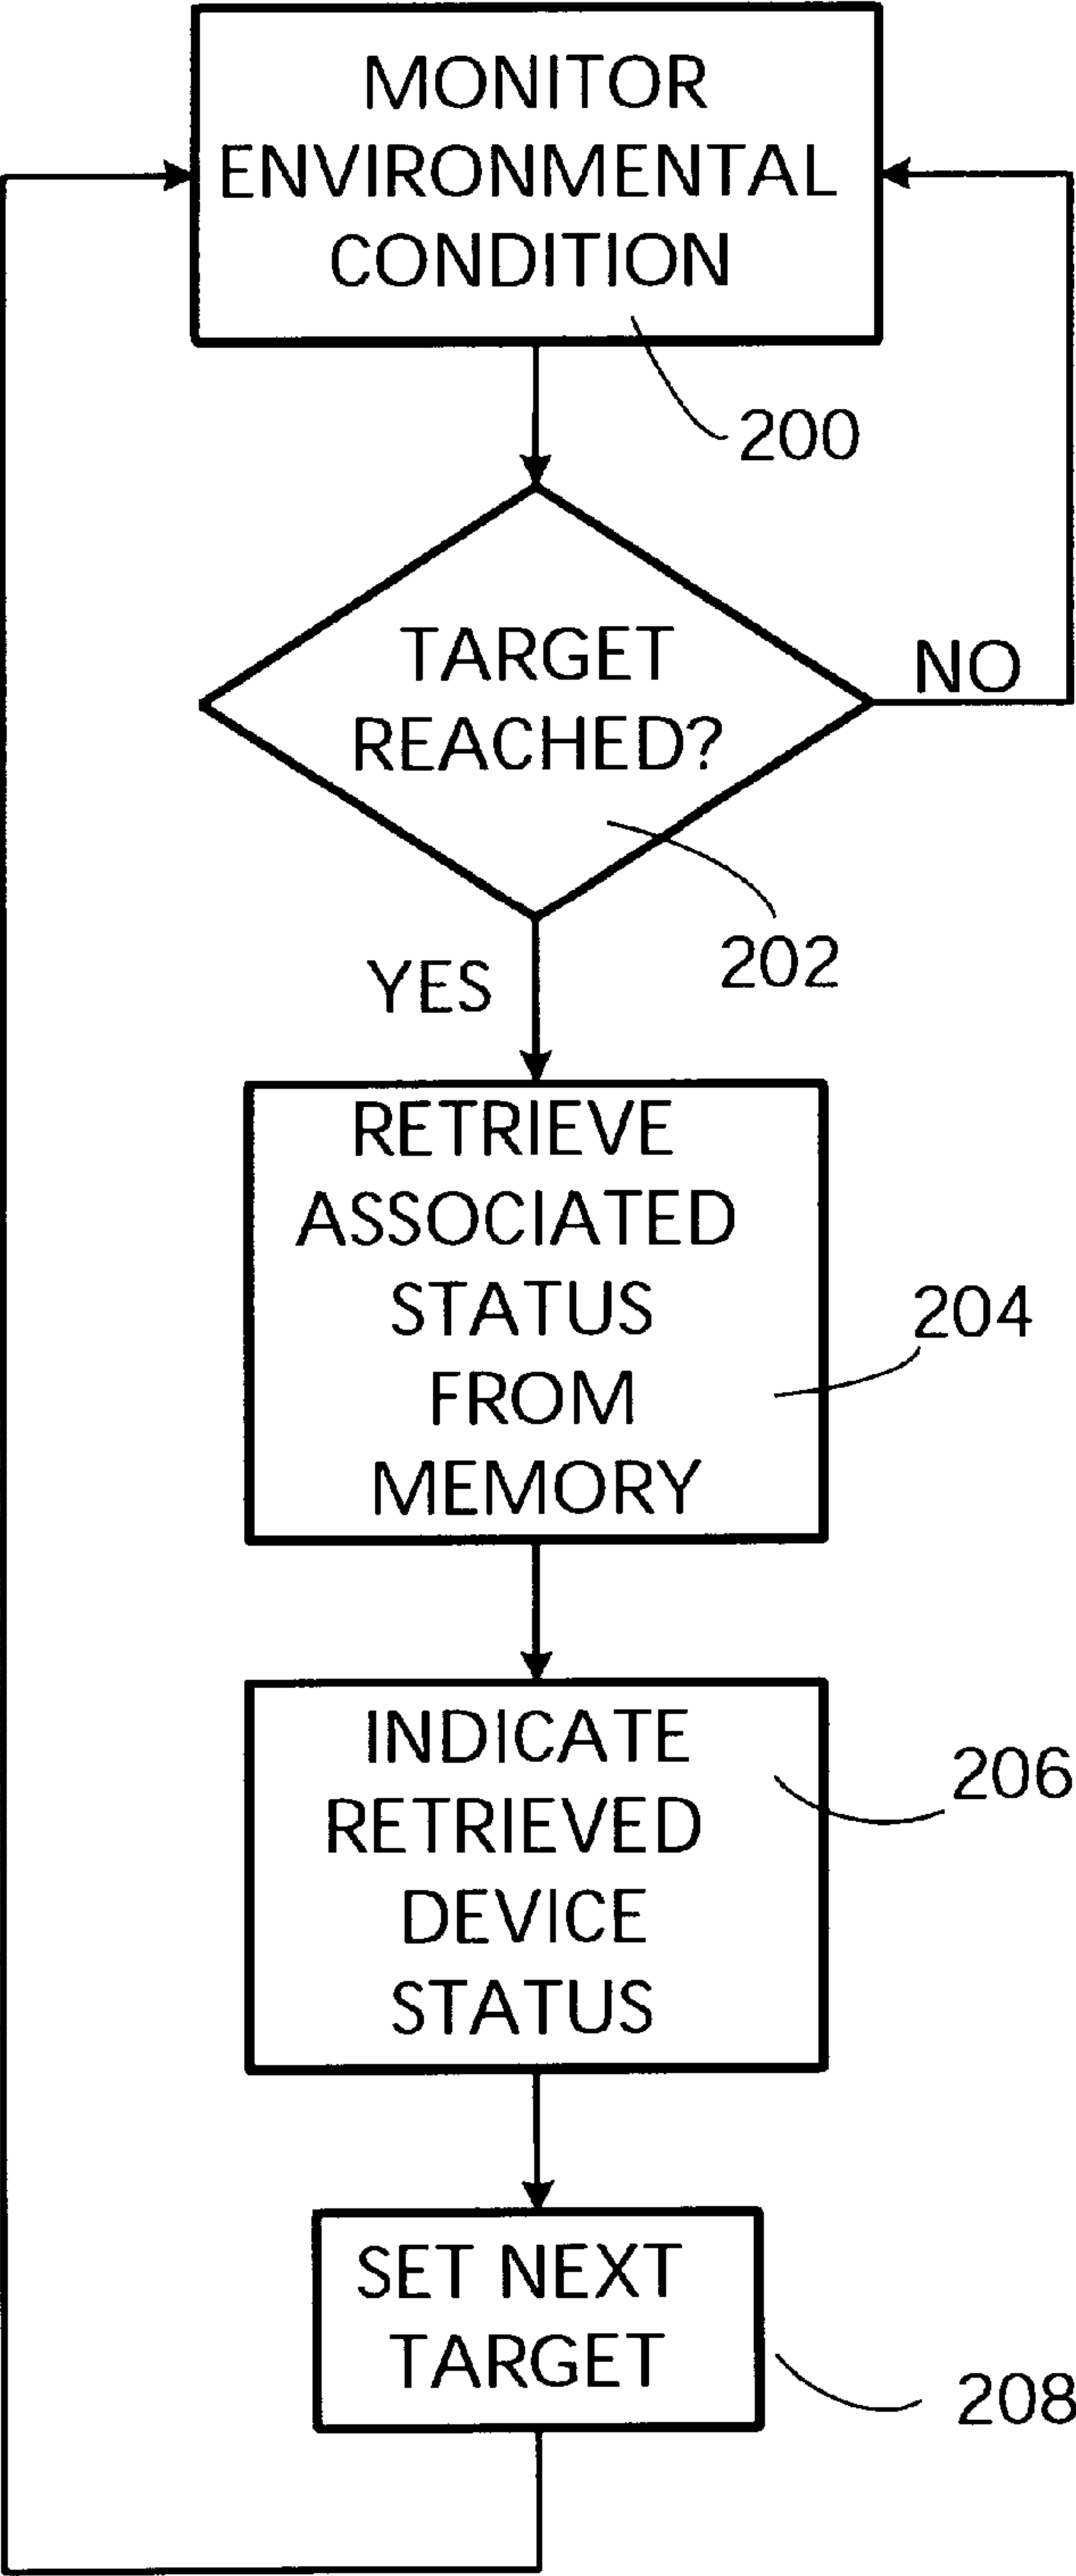 MONITOR
ENVIRONMENTAL
CONDITION
200
TARGET
REACHED?
NO
202
YES
RETRIEVE
ASSOCIATED
STATUS
FROM
MEMORY
204
INDICATE
RETRIEVED
DEVICE
STATUS
206
SET NEXT
TARGET
208